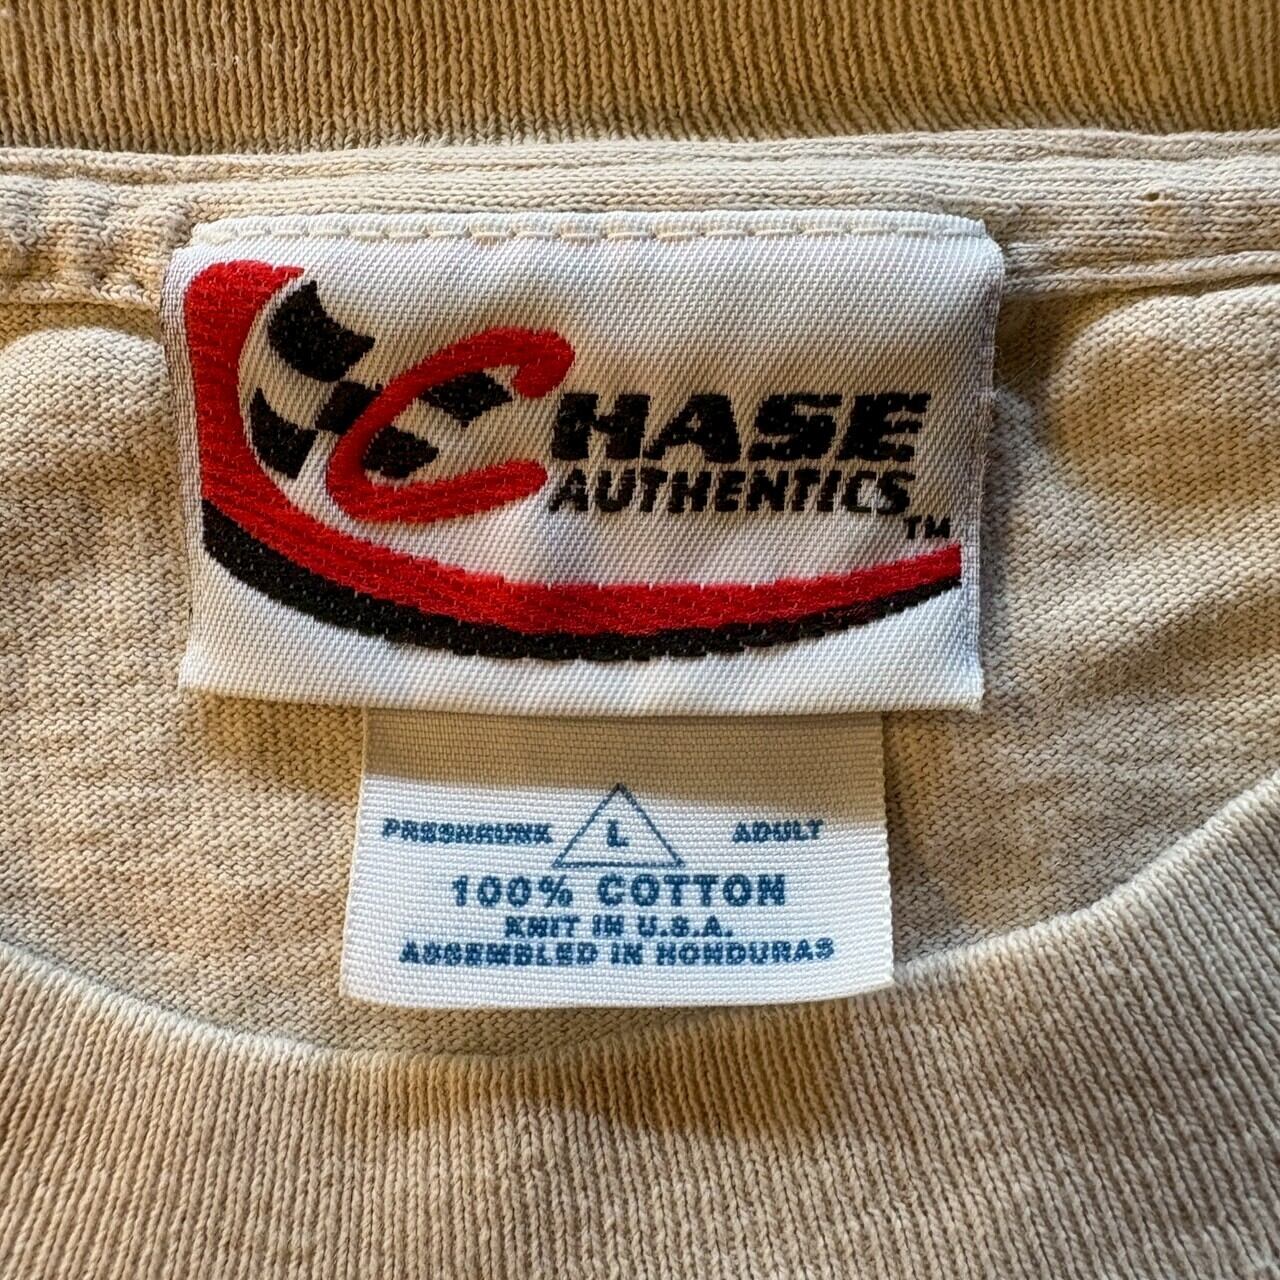 CHASE
AUTHENTICS TM
PRESHRUNK L ADULT
100% COTTON
KNIT IN U.S.A.
ASSEMBLED IN HONDURAS